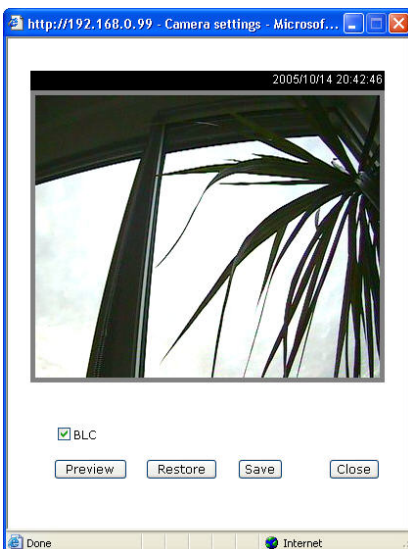 http://192.168.0.99 - Camera settings - Microsof...
2005/10/14 20:42:46
BLC
Preview Restore Save Close
Done Internet